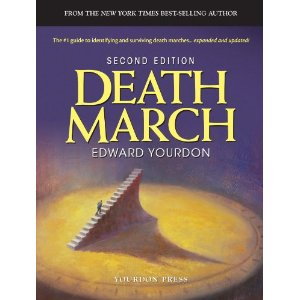 FROM THE NEW YORK TIMES BEST-SELLING AUTHOR
The #1 guide to identifying and surviving death marches... expanded and updated!
SECOND EDITION
DEATH
MARCH
EDWARD YOURDON
YOURDON PRESS